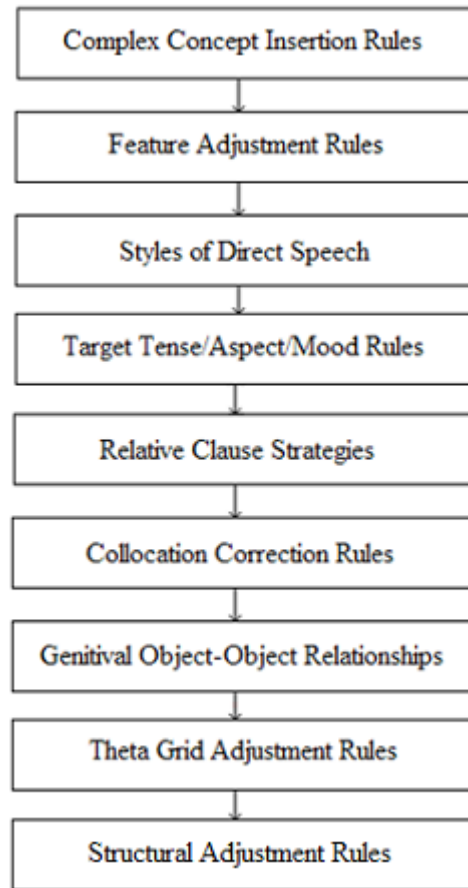 Complex Concept Insertion Rules
Feature Adjustment Rules
Styles of Direct Speech
Target Tense/Aspect/Mood Rules
Relative Clause Strategies
Collocation Correction Rules
Genitival Object-Object Relationships
Theta Grid Adjustment Rules
Structural Adjustment Rules